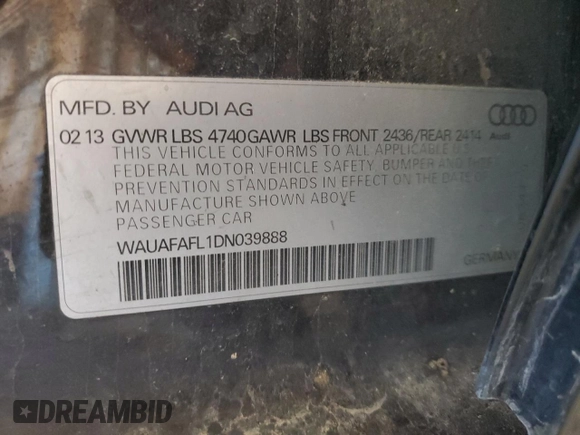 MFD. BY AUDI AG
02 13 GVWR LBS 4740GAWR LBS FRONT 2436/REAR 2414 Audi
THIS VEHICLE CONFORMS TO ALL APPLICABLE U.S.
FEDERAL MOTOR VEHICLE SAFETY, BUMPER AND THEFT
PREVENTION STANDARDS IN EFFECT ON THE DATE OF
MANUFACTURE SHOWN ABOVE
PASSENGER CAR
WAUAFAFL1DN039888
GERMANY
DREAMBID